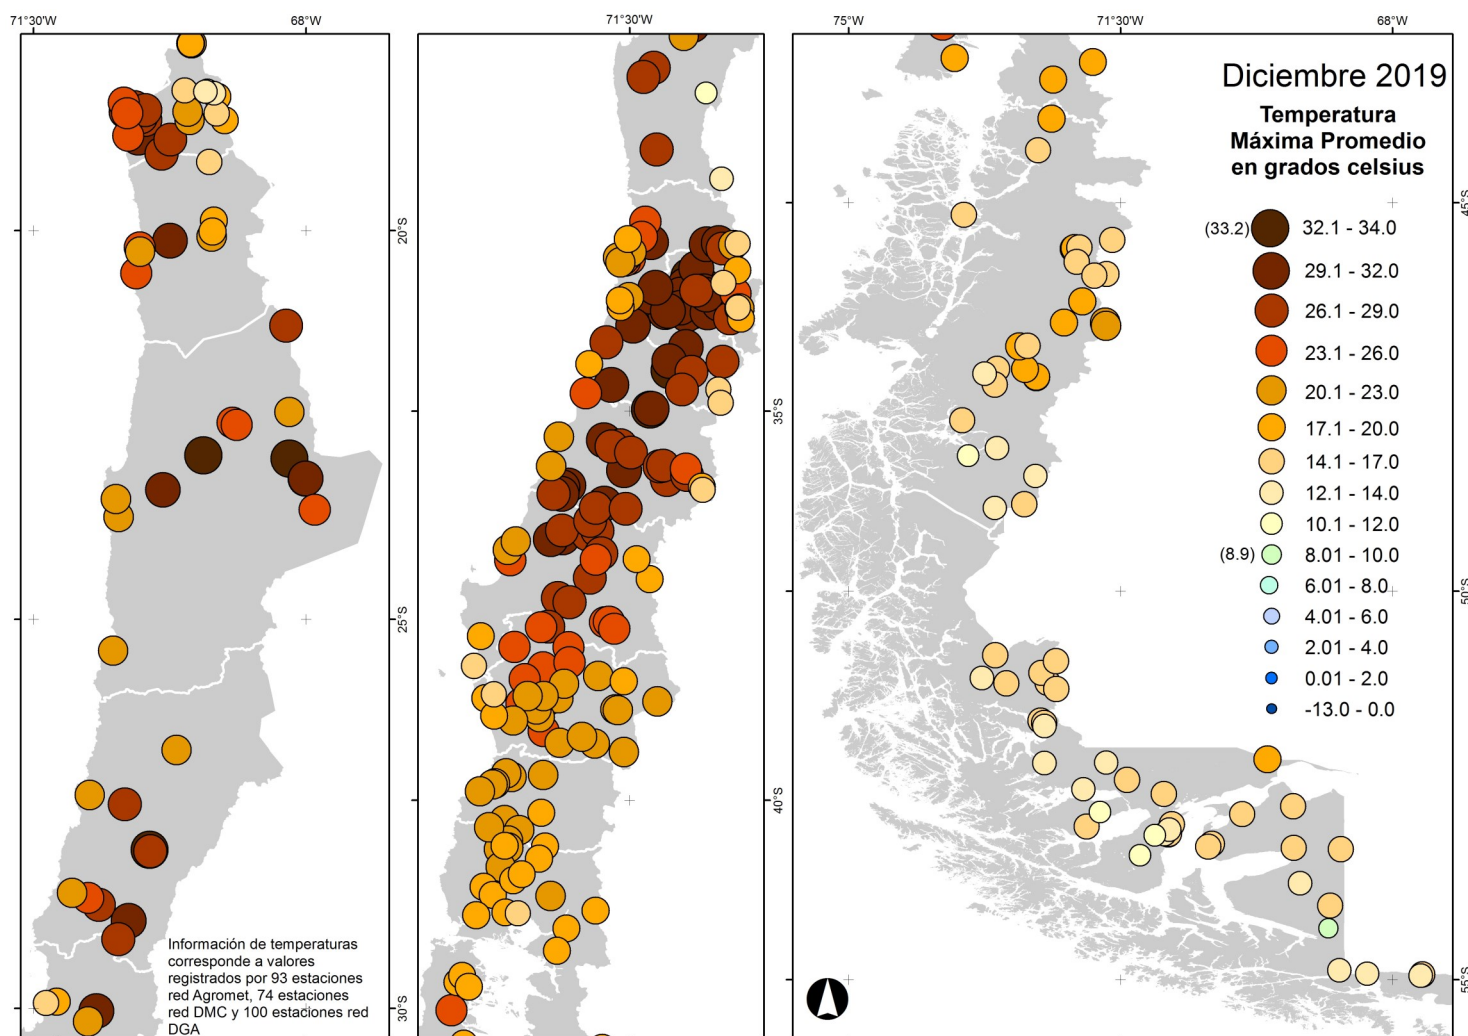 71°30'W
68°W
71°30'W
75°W
71°30'W
68°W
Diciembre 2019
Temperatura
Máxima Promedio
en grados celsius
(33.2) 32.1 - 34.0
29.1 - 32.0
26.1 - 29.0
23.1 - 26.0
20.1 - 23.0
17.1 - 20.0
14.1 - 17.0
12.1 - 14.0
10.1 - 12.0
(8.9) 8.01 - 10.0
6.01 - 8.0
4.01 - 6.0
2.01 - 4.0
0.01 - 2.0
-13.0 - 0.0
20°S
25°S
30°S
35°S
40°S
45°S
50°S
55°S
Información de temperaturas
corresponde a valores
registrados por 93 estaciones
red Agromet, 74 estaciones
red DMC y 100 estaciones red
DGA